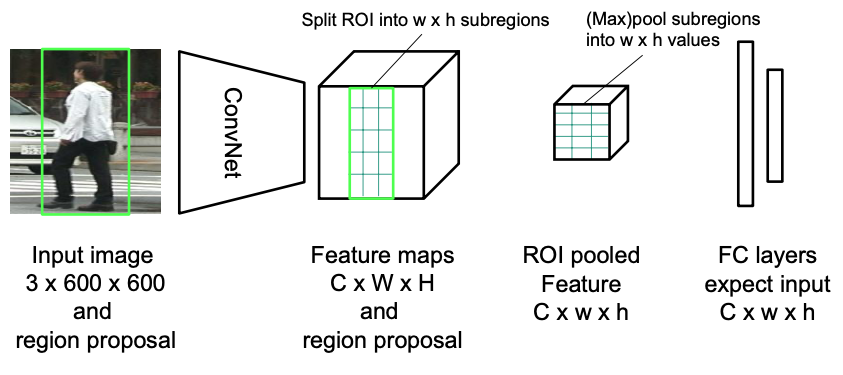 Split ROI into w x h subregions
(Max)pool subregions
into w x h values
ConvNet
Input image
3 x 600 x 600
and
region proposal
Feature maps
C x W x H
and
region proposal
ROI pooled
Feature
C x w x h
FC layers
expect input
C x w x h